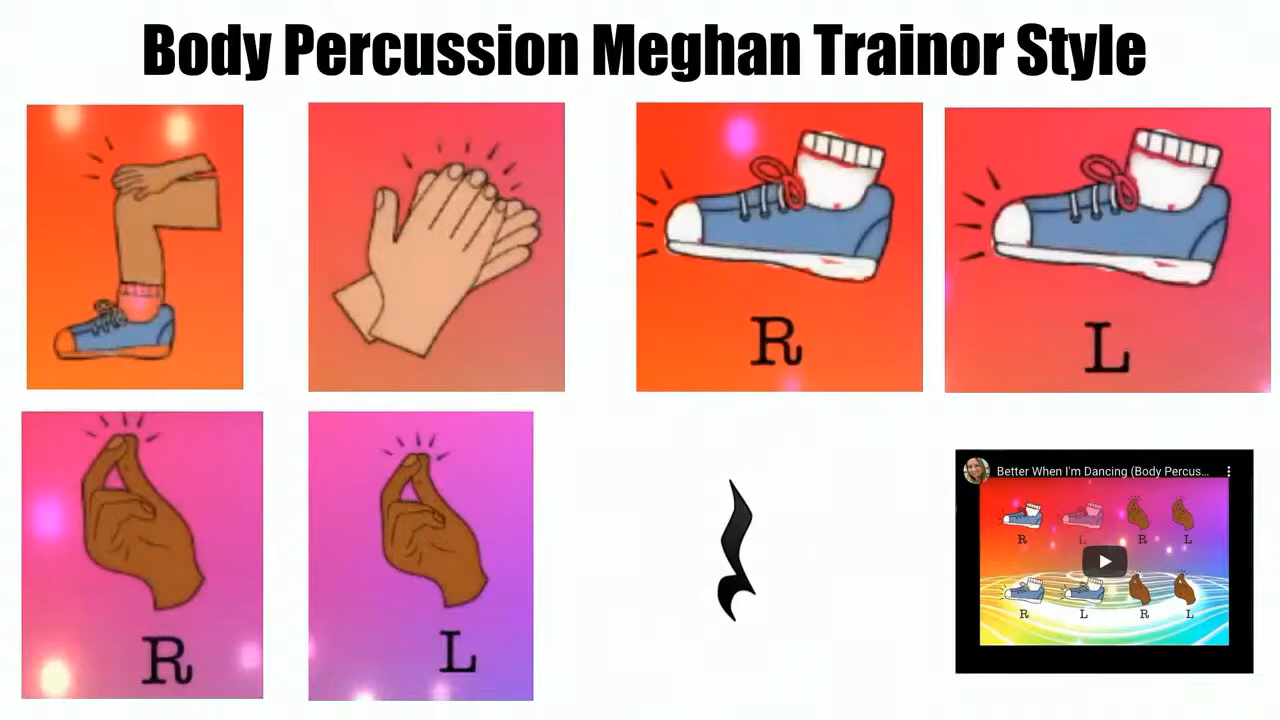 Body Percussion Meghan Trainor Style
R
L
R
L
Better When I'm Dancing (Body Percus...
R L R L
R L R L